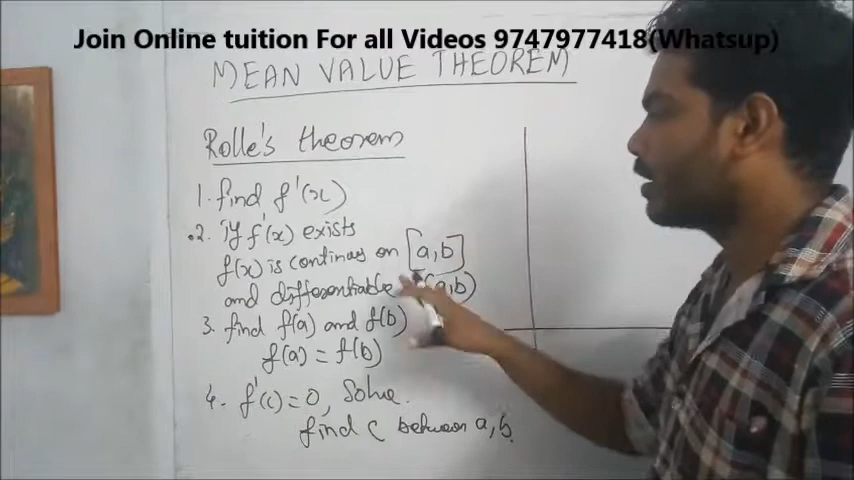 Join Online tuition For all Videos 9747977418(Whatsup)
MEAN VALUE THEOREM
Rolle's theorem
1. find f'(x)
2. if f'(x) exists
f(x) is continus on [a,b]
and differentiable (a,b)
3. find f(a) and f(b)
f(a) = f(b)
4. f'(c)=0, Solve.
find c between a,b.